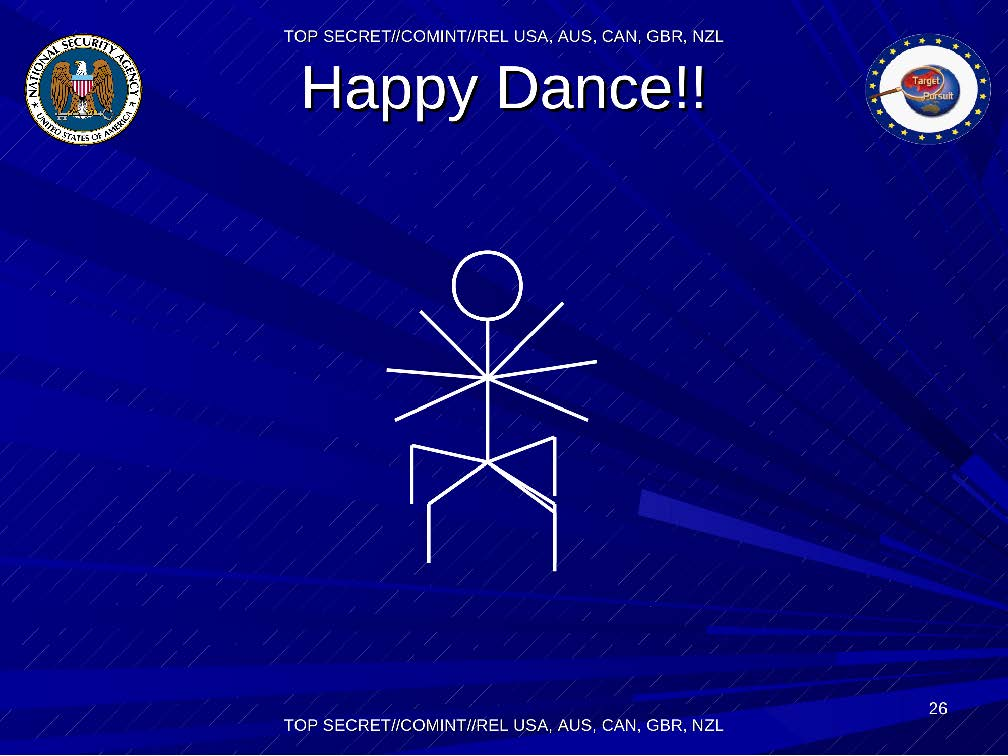 TOP SECRET//COMINT//REL USA, AUS, CAN, GBR, NZL
NATIONAL SECURITY AGENCY
UNITED STATES OF AMERICA
Happy Dance!!
Target
Pursuit
26
TOP SECRET//COMINT//REL USA, AUS, CAN, GBR, NZL